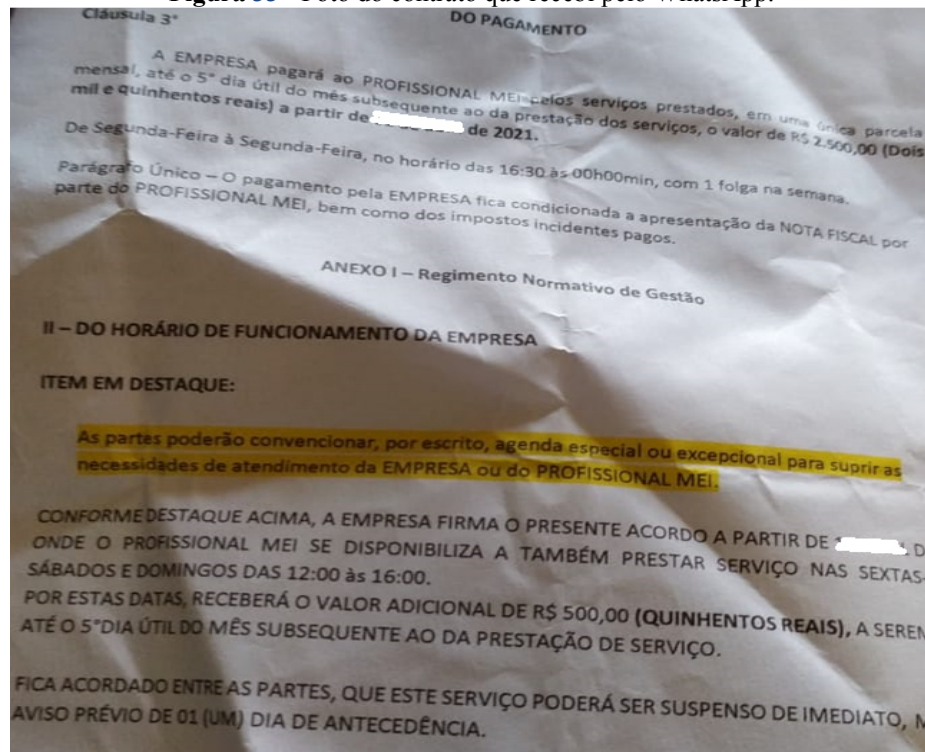 Cláusula 3ª
DO PAGAMENTO
A EMPRESA pagará ao PROFISSIONAL MEI pelos serviços prestados, em uma única parcela
mensal, até o 5° dia útil do mês subsequente ao da prestação dos serviços, o valor de R$ 2.500,00 (Dois
mil e quinhentos reais) a partir de de 2021.
De Segunda-Feira à Segunda-Feira, no horário das 16:30 às 00h00min, com 1 folga na semana.
Parágrafo Único – O pagamento pela EMPRESA fica condicionada a apresentação da NOTA FISCAL por
parte do PROFISSIONAL MEI, bem como dos impostos incidentes pagos.
ANEXO I – Regimento Normativo de Gestão
II – DO HORÁRIO DE FUNCIONAMENTO DA EMPRESA
ITEM EM DESTAQUE:
As partes poderão convencionar, por escrito, agenda especial ou excepcional para suprir as
necessidades de atendimento da EMPRESA ou do PROFISSIONAL MEI.
CONFORME DESTAQUE ACIMA, A EMPRESA FIRMA O PRESENTE ACORDO A PARTIR DE
ONDE O PROFISSIONAL MEI SE DISPONIBILIZA A TAMBÉM PRESTAR SERVIÇO NAS SEXTAS-
SÁBADOS E DOMINGOS DAS 12:00 às 16:00.
POR ESTAS DATAS, RECEBERÁ O VALOR ADICIONAL DE R$ 500,00 (QUINHENTOS REAIS), A SEREM
ATÉ O 5°DIA ÚTIL DO MÊS SUBSEQUENTE AO DA PRESTAÇÃO DE SERVIÇO.
FICA ACORDADO ENTRE AS PARTES, QUE ESTE SERVIÇO PODERÁ SER SUSPENSO DE IMEDIATO,
AVISO PRÉVIO DE 01 (UM) DIA DE ANTECEDÊNCIA.